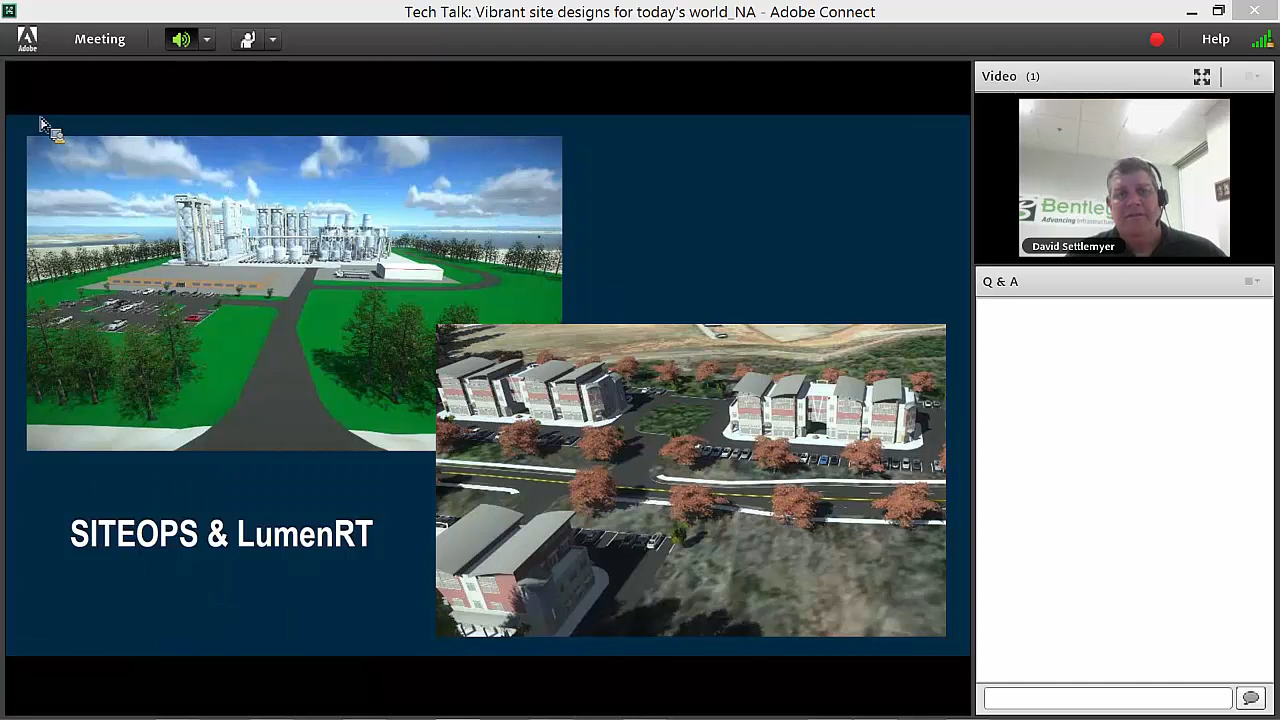 Tech Talk: Vibrant site designs for today's world_NA - Adobe Connect
Adobe
Meeting
Help
Video (1)
Bentley
Advancing Infrastructure
David Settlemyer
Q & A
SITEOPS & LumenRT